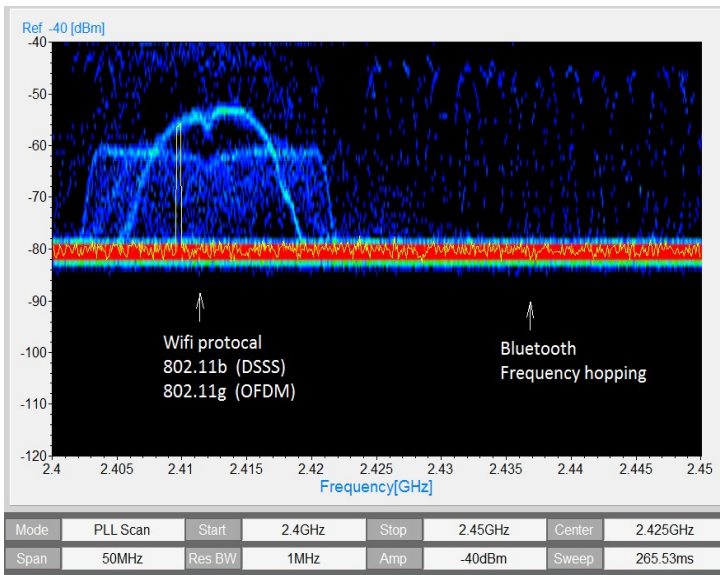 Ref -40 [dBm]
-40
-50
-60
-70
-80
-90
-100
-110
-120
Wifi protocal
802.11b (DSSS)
802.11g (OFDM)
Bluetooth
Frequency hopping
2.4 2.405 2.41 2.415 2.42 2.425 2.43 2.435 2.44 2.445 2.45
Frequency[GHz]
Mode PLL Scan Start 2.4GHz Stop 2.45GHz Center 2.425GHz
Span 50MHz Res BW 1MHz Amp -40dBm Sweep 265.53ms